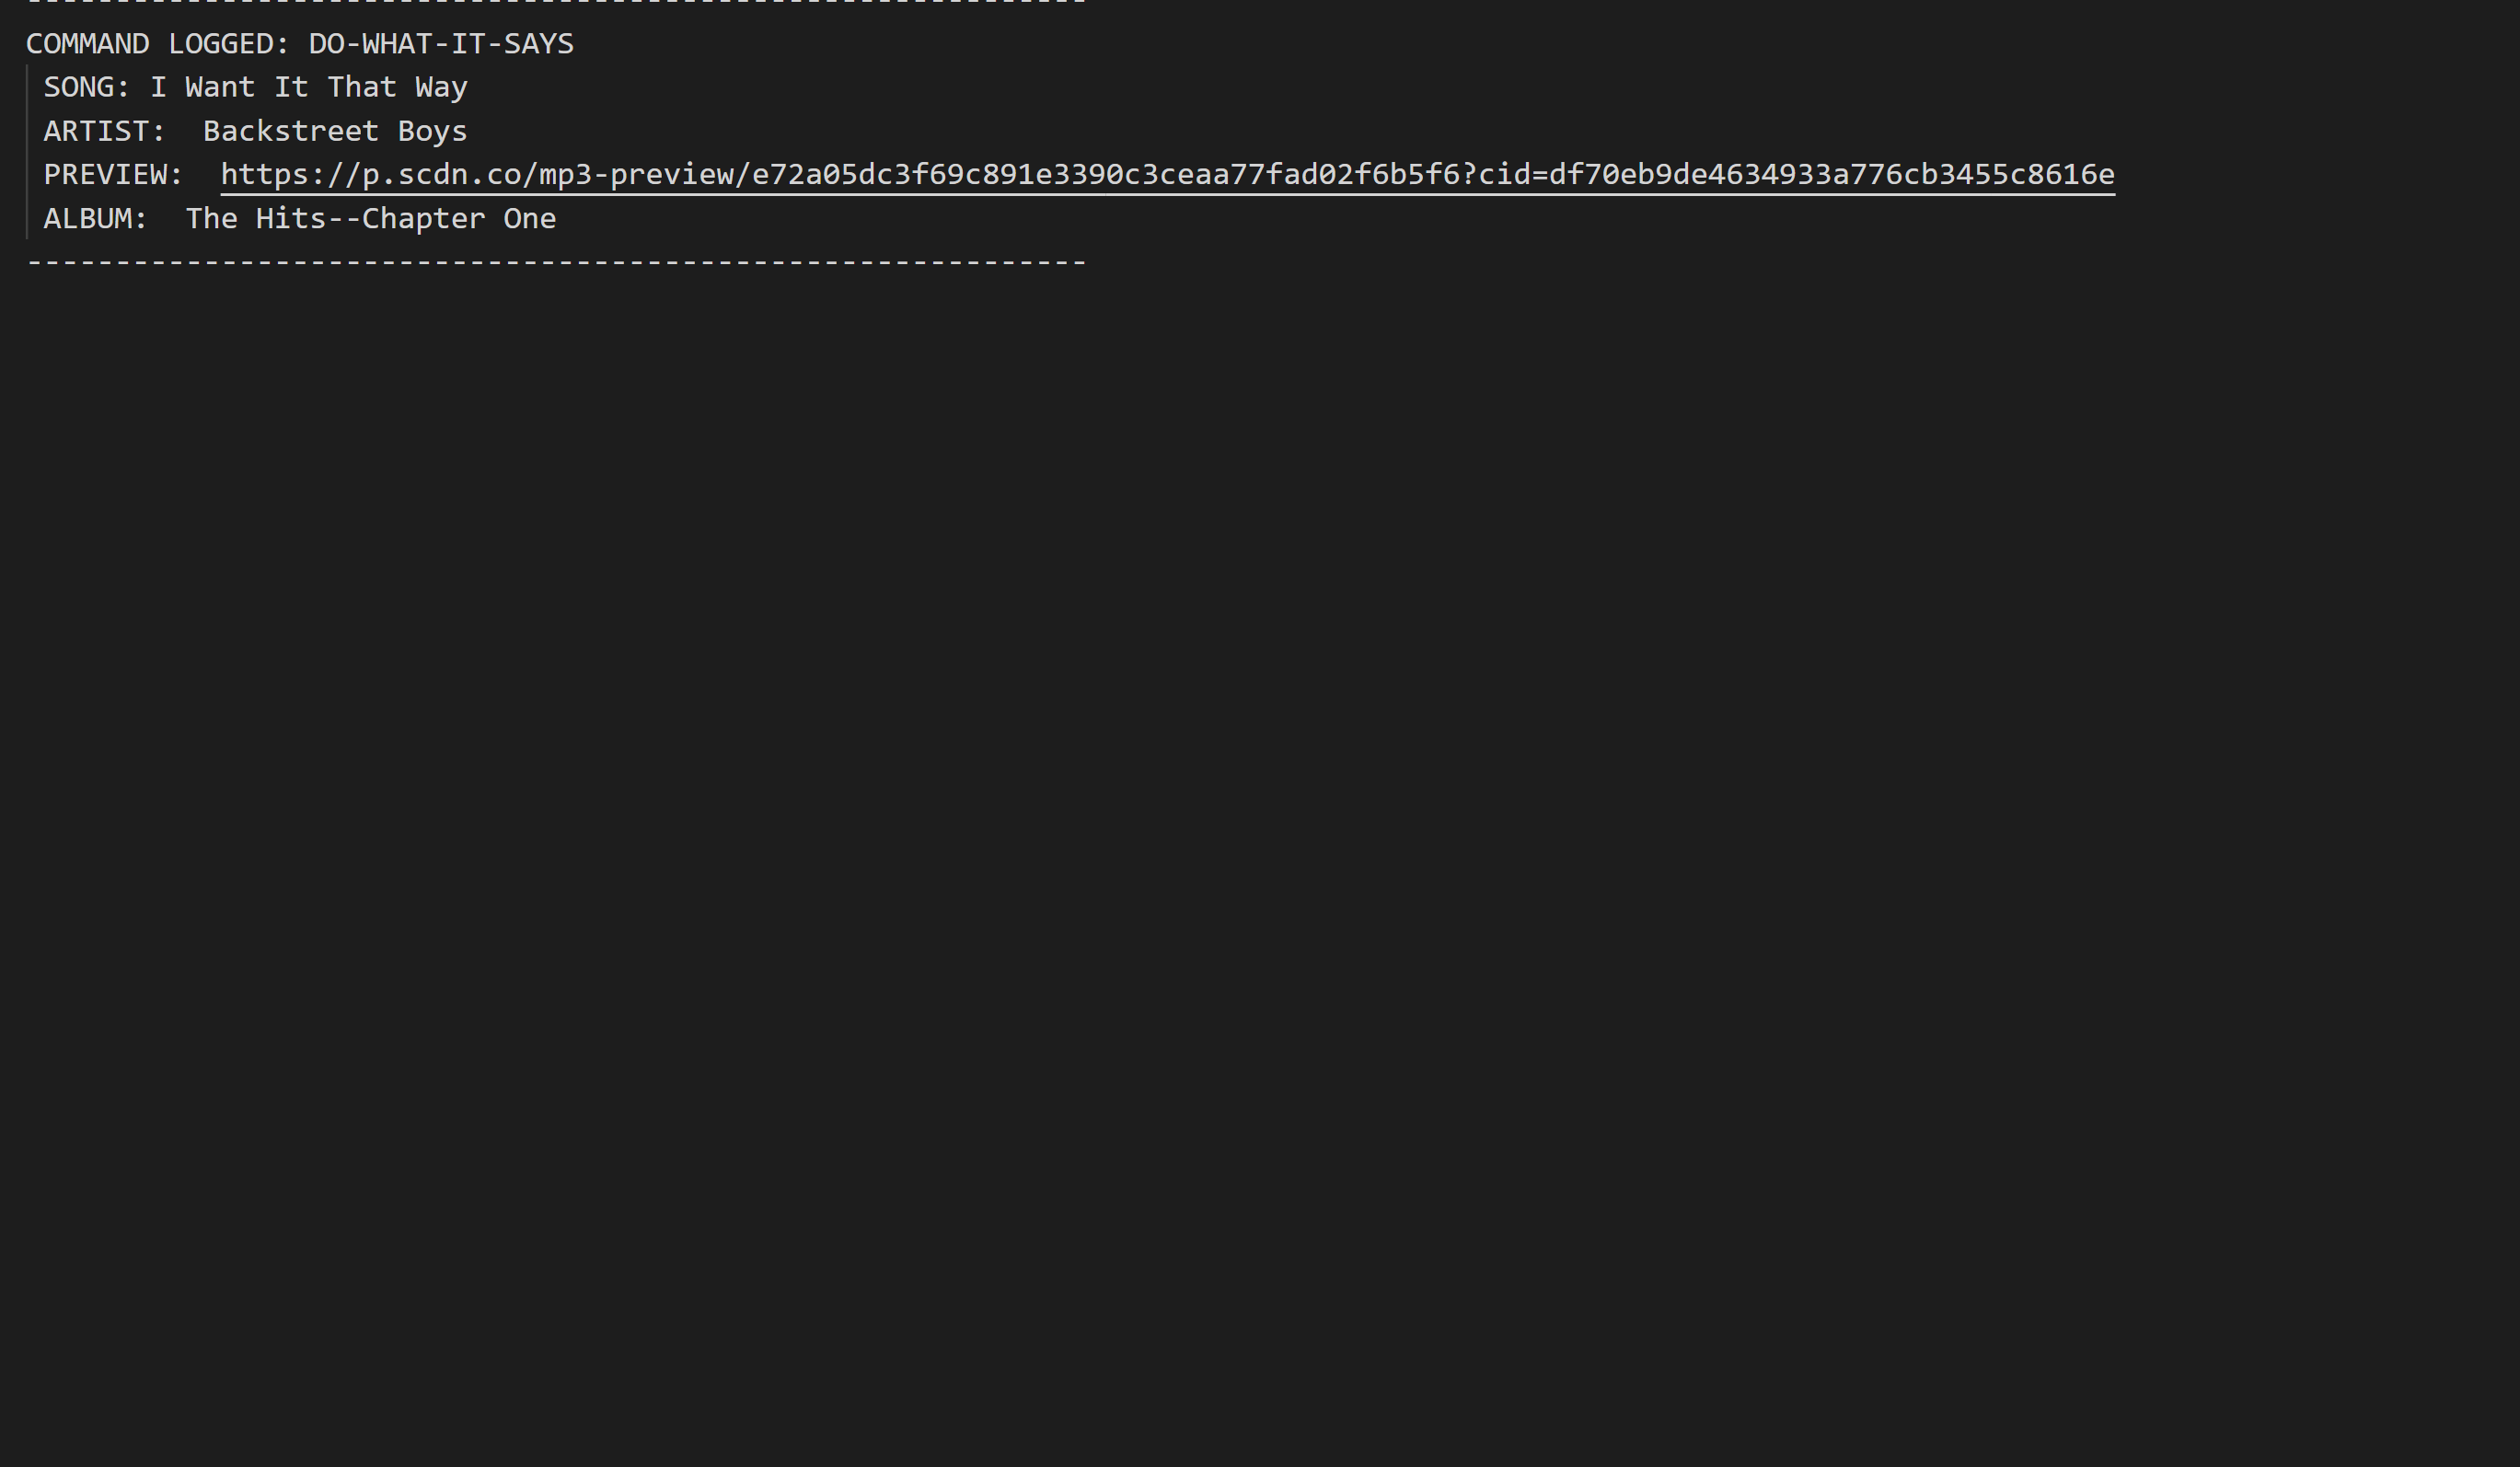 ------------------------------------------------------------
COMMAND LOGGED: DO-WHAT-IT-SAYS
SONG: I Want It That Way
ARTIST:  Backstreet Boys
PREVIEW:  https://p.scdn.co/mp3-preview/e72a05dc3f69c891e3390c3ceaa77fad02f6b5f6?cid=df70eb9de4634933a776cb3455c8616e
ALBUM:  The Hits--Chapter One
------------------------------------------------------------